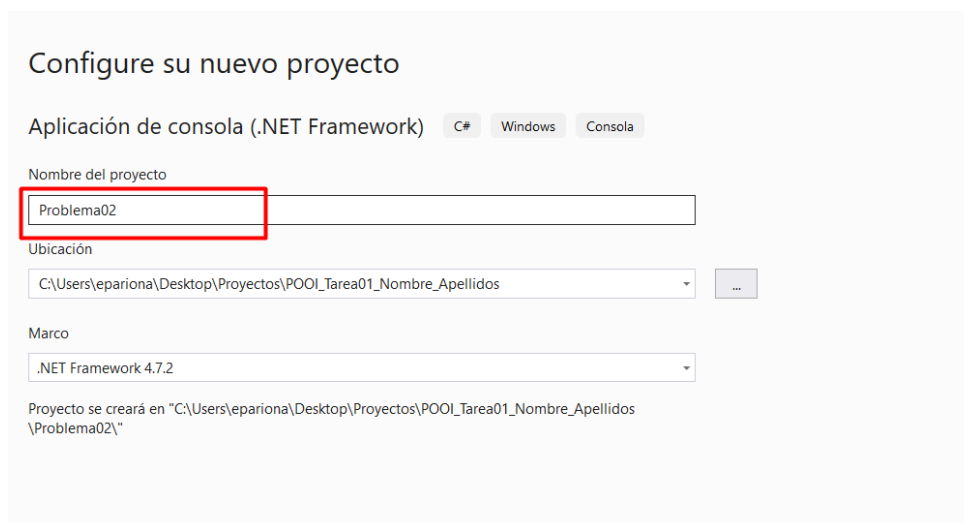 Configure su nuevo proyecto
Aplicación de consola (.NET Framework) C# Windows Consola
Nombre del proyecto
Problema02
Ubicación
C:\Users\epariona\Desktop\Proyectos\POOI_Tarea01_Nombre_Apellidos
...
Marco
.NET Framework 4.7.2
Proyecto se creará en "C:\Users\epariona\Desktop\Proyectos\POOI_Tarea01_Nombre_Apellidos
\Problema02\"